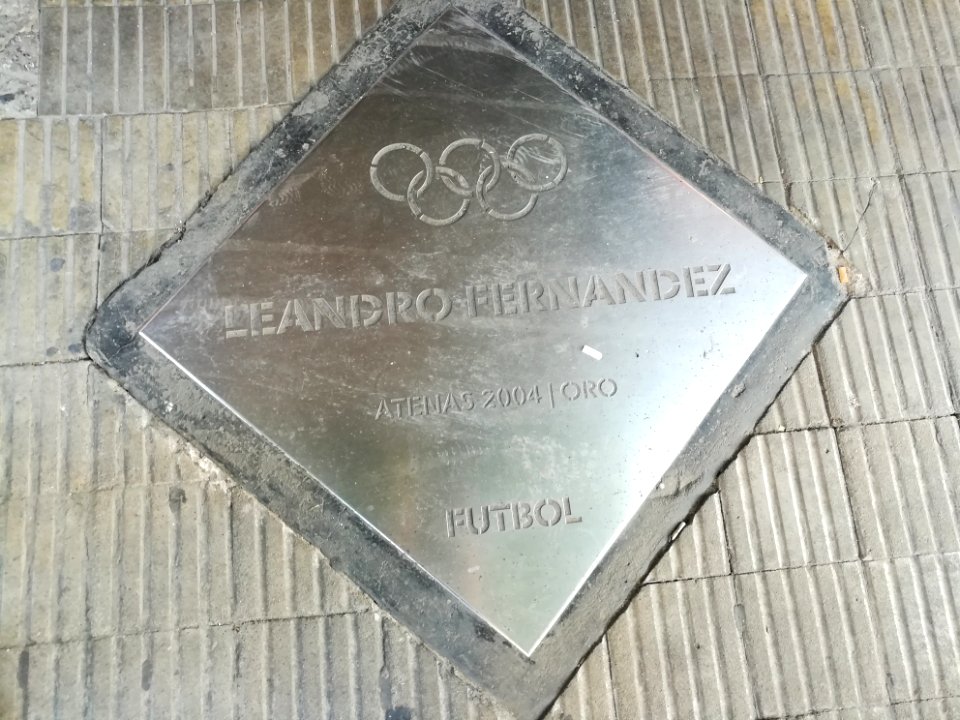 LEANDRO FERNANDEZ
ATENAS 2004 | ORO
FUTBOL